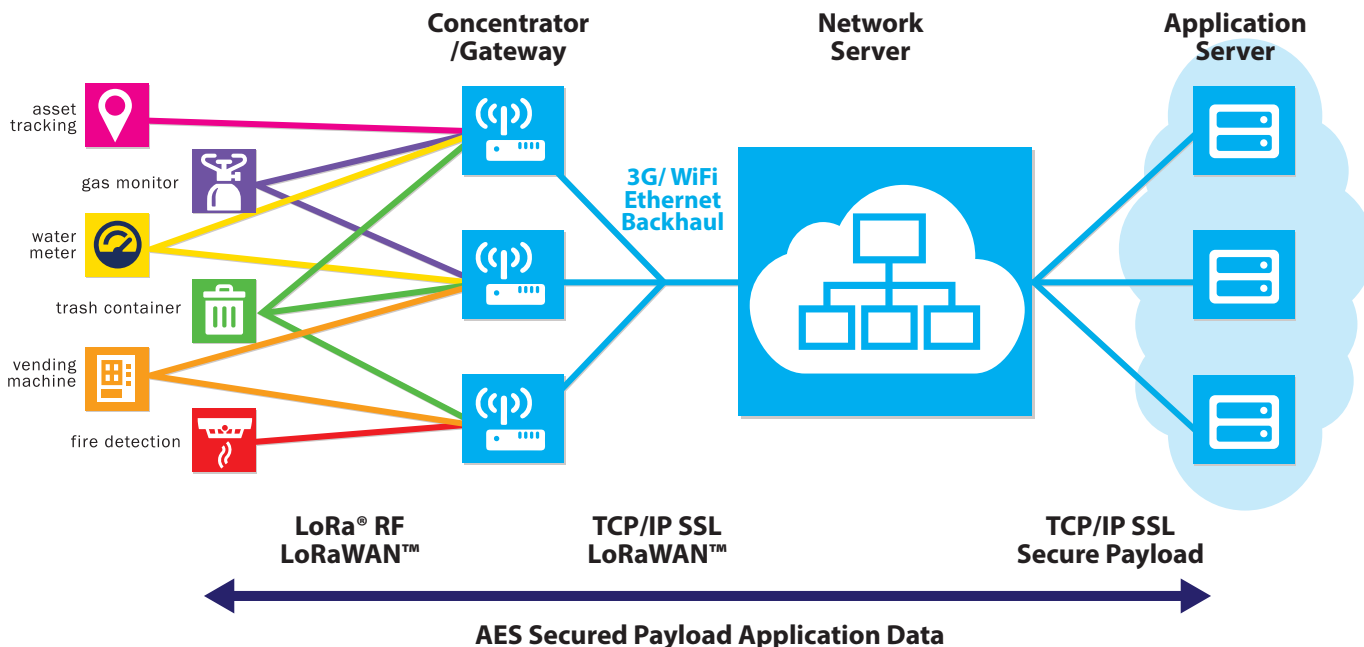 Concentrator
/Gateway
Network
Server
Application
Server
asset
tracking
gas monitor
water
meter
trash container
vending
machine
fire detection
3G/ WiFi
Ethernet
Backhaul
LoRa® RF
LoRaWAN™
TCP/IP SSL
LoRaWAN™
TCP/IP SSL
Secure Payload
AES Secured Payload Application Data